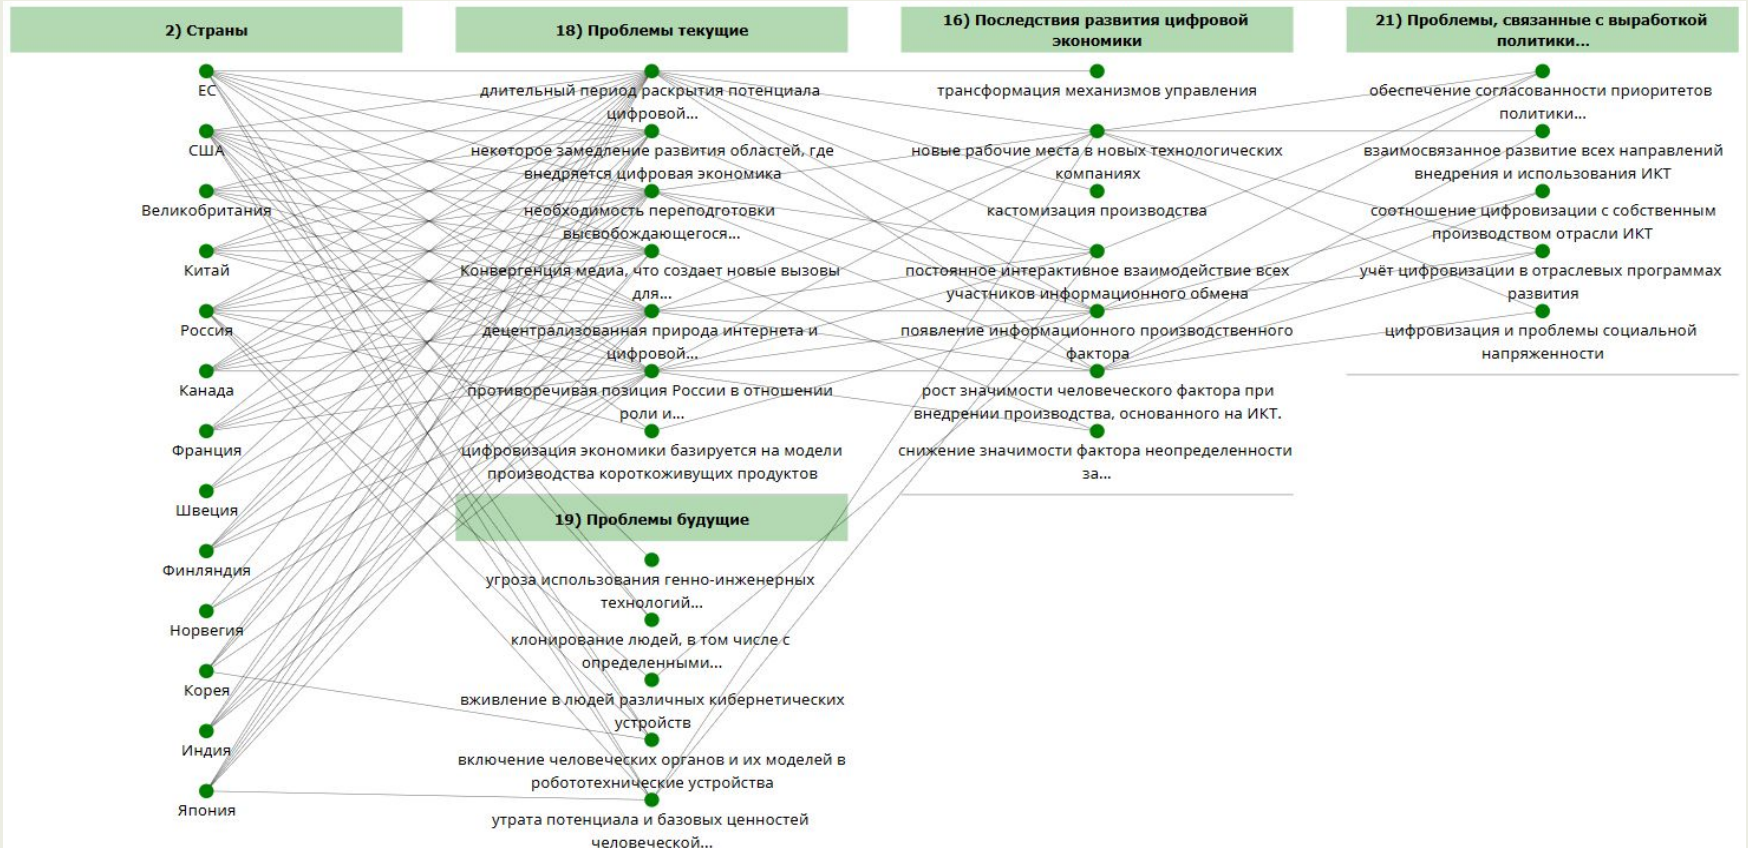 2) Страны
ЕС
США
Великобритания
Китай
Россия
Канада
Франция
Швеция
Финляндия
Норвегия
Корея
Индия
Япония
18) Проблемы текущие
длительный период раскрытия потенциала
цифровой...
некоторое замедление развития областей, где
внедряется цифровая экономика
необходимость переподготовки
высвобождающегося...
Конвергенция медиа, что создает новые вызовы
для...
децентрализованная природа интернета и
цифровой...
противоречивая позиция России в отношении
роли и...
цифровизация экономики базируется на модели
производства короткоживущих продуктов
19) Проблемы будущие
угроза использования генно-инженерных
технологий...
клонирование людей, в том числе с
определенными...
вживление в людей различных кибернетических
устройств
включение человеческих органов и их моделей в
робототехнические устройства
утрата потенциала и базовых ценностей
человеческой...
16) Последствия развития цифровой
экономики
трансформация механизмов управления
новые рабочие места в новых технологических
компаниях
кастомизация производства
постоянное интерактивное взаимодействие всех
участников информационного обмена
появление информационного производственного
фактора
рост значимости человеческого фактора при
внедрении производства, основанного на ИКТ.
снижение значимости фактора неопределенности
за...
21) Проблемы, связанные с выработкой
политики...
обеспечение согласованности приоритетов
политики...
взаимосвязанное развитие всех направлений
внедрения и использования ИКТ
соотношение цифровизации с собственным
производством отрасли ИКТ
учёт цифровизации в отраслевых программах
развития
цифровизация и проблемы социальной
напряженности